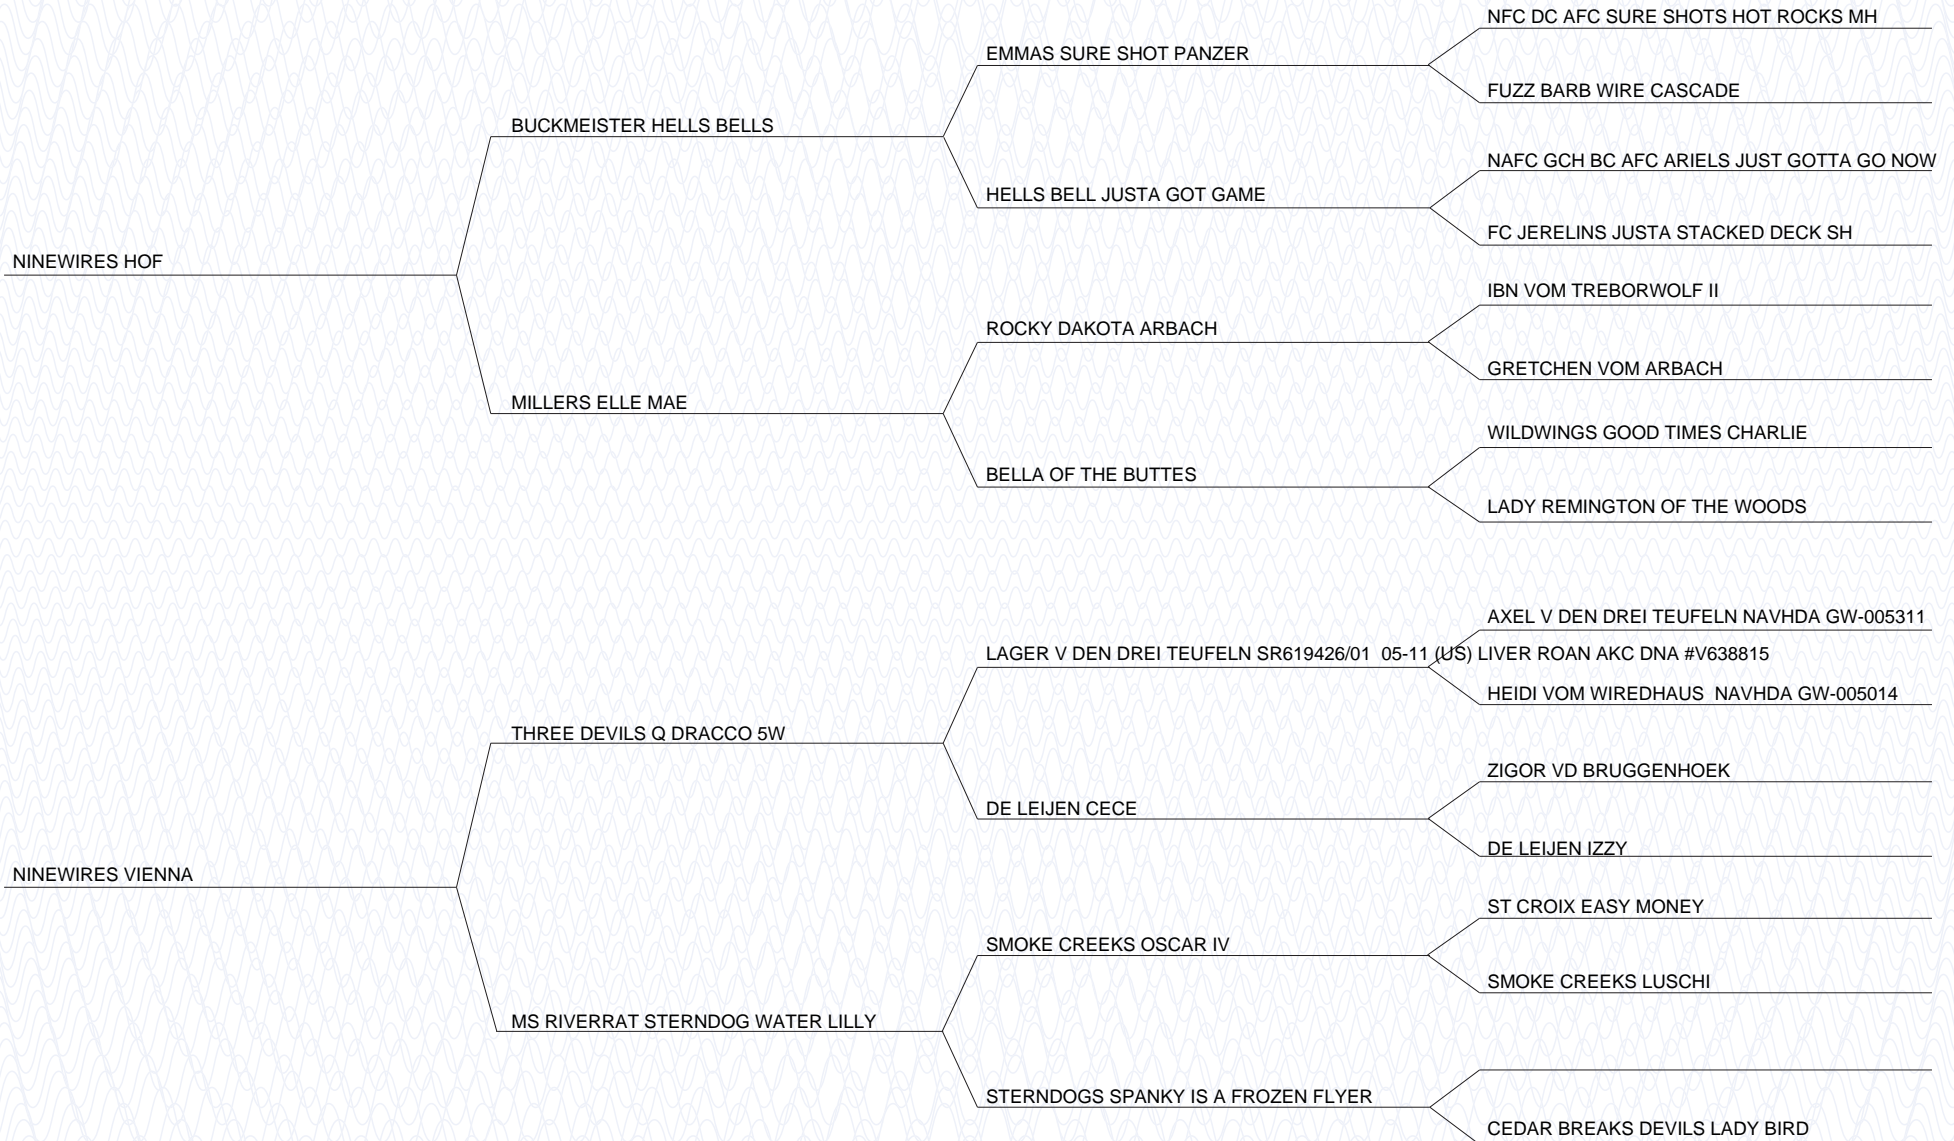 NFC DC AFC SURE SHOTS HOT ROCKS MH
EMMAS SURE SHOT PANZER
FUZZ BARB WIRE CASCADE
BUCKMEISTER HELLS BELLS
NAFC GCH BC AFC ARIELS JUST GOTTA GO NOW
HELLS BELL JUSTA GOT GAME
FC JERELINS JUSTA STACKED DECK SH
NINEWIRES HOF
IBN VOM TREBORWOLF II
ROCKY DAKOTA ARBACH
GRETCHEN VOM ARBACH
MILLERS ELLE MAE
WILDWINGS GOOD TIMES CHARLIE
BELLA OF THE BUTTES
LADY REMINGTON OF THE WOODS
AXEL V DEN DREI TEUFELN NAVHDA GW-005311
LAGER V DEN DREI TEUFELN SR619426/01  05-11 (US) LIVER ROAN AKC DNA #V638815
HEIDI VOM WIREDHAUS  NAVHDA GW-005014
THREE DEVILS Q DRACCO 5W
ZIGOR VD BRUGGENHOEK
DE LEIJEN CECE
DE LEIJEN IZZY
NINEWIRES VIENNA
ST CROIX EASY MONEY
SMOKE CREEKS OSCAR IV
SMOKE CREEKS LUSCHI
MS RIVERRAT STERNDOG WATER LILLY
STERNDOGS SPANKY IS A FROZEN FLYER
CEDAR BREAKS DEVILS LADY BIRD